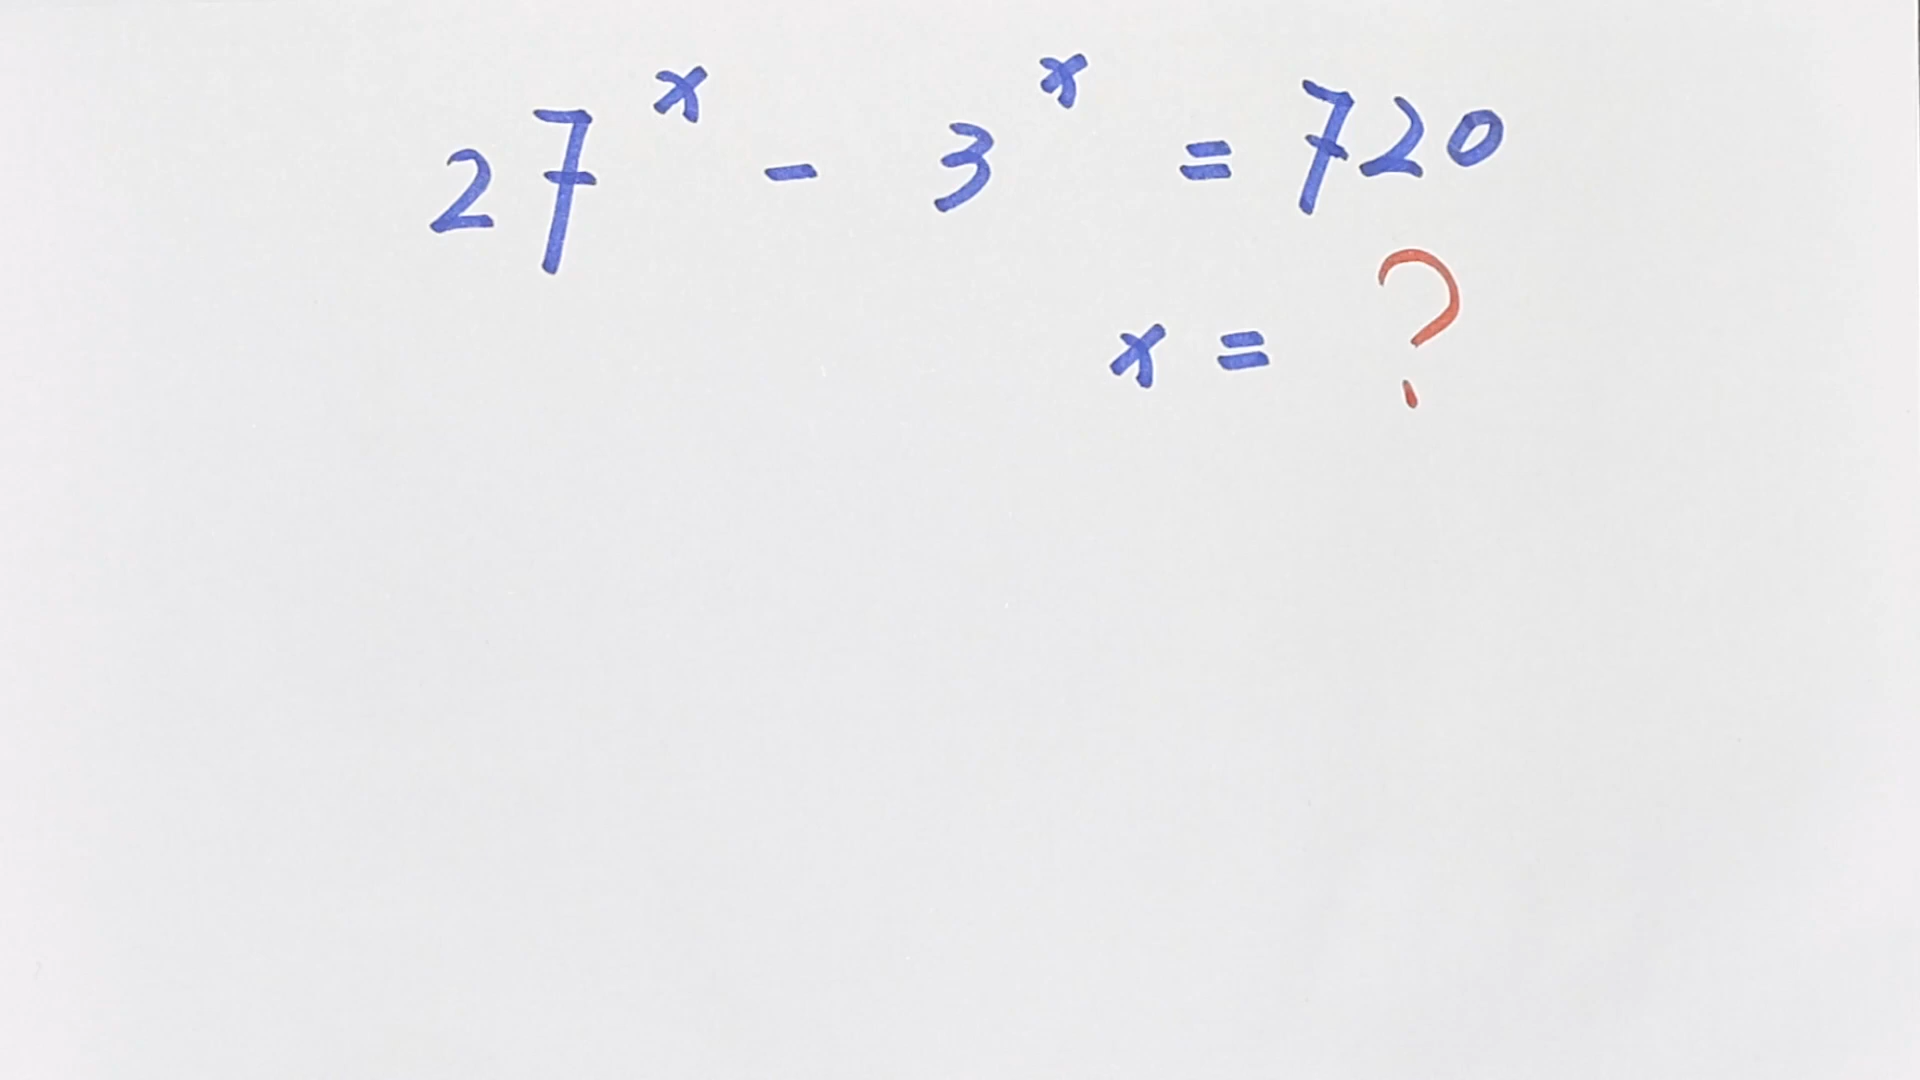 27^x - 3^x = 720
x = ?